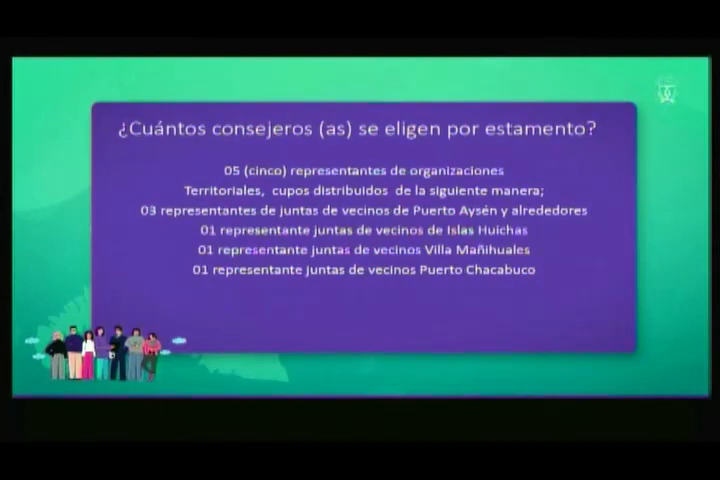 ¿Cuántos consejeros (as) se eligen por estamento?
05 (cinco) representantes de organizaciones
Territoriales, cupos distribuidos de la siguiente manera;
03 representantes de juntas de vecinos de Puerto Aysén y alrededores
01 representante juntas de vecinos de Islas Huichas
01 representante juntas de vecinos Villa Mañihuales
01 representante juntas de vecinos Puerto Chacabuco